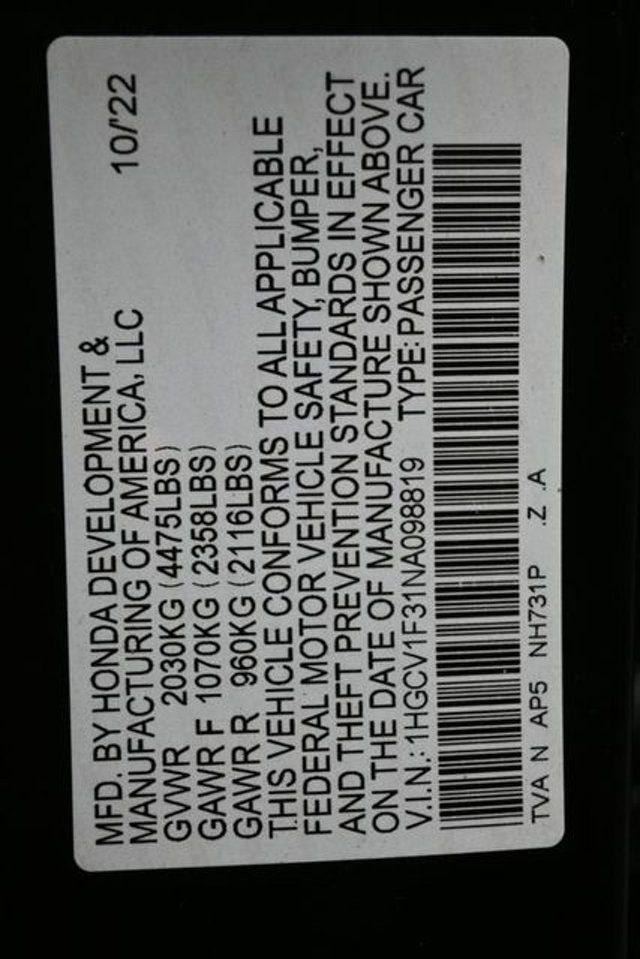 MFD. BY HONDA DEVELOPMENT & 10/'22
MANUFACTURING OF AMERICA, LLC
GVWR 2030KG (4475LBS)
GAWR F 1070KG (2358LBS)
GAWR R 960KG (2116LBS)
THIS VEHICLE CONFORMS TO ALL APPLICABLE
FEDERAL MOTOR VEHICLE SAFETY, BUMPER,
AND THEFT PREVENTION STANDARDS IN EFFECT
ON THE DATE OF MANUFACTURE SHOWN ABOVE.
V.I.N.: 1HGCV1F31NA098819 TYPE: PASSENGER CAR
TVA N AP5 NH731P .Z .A